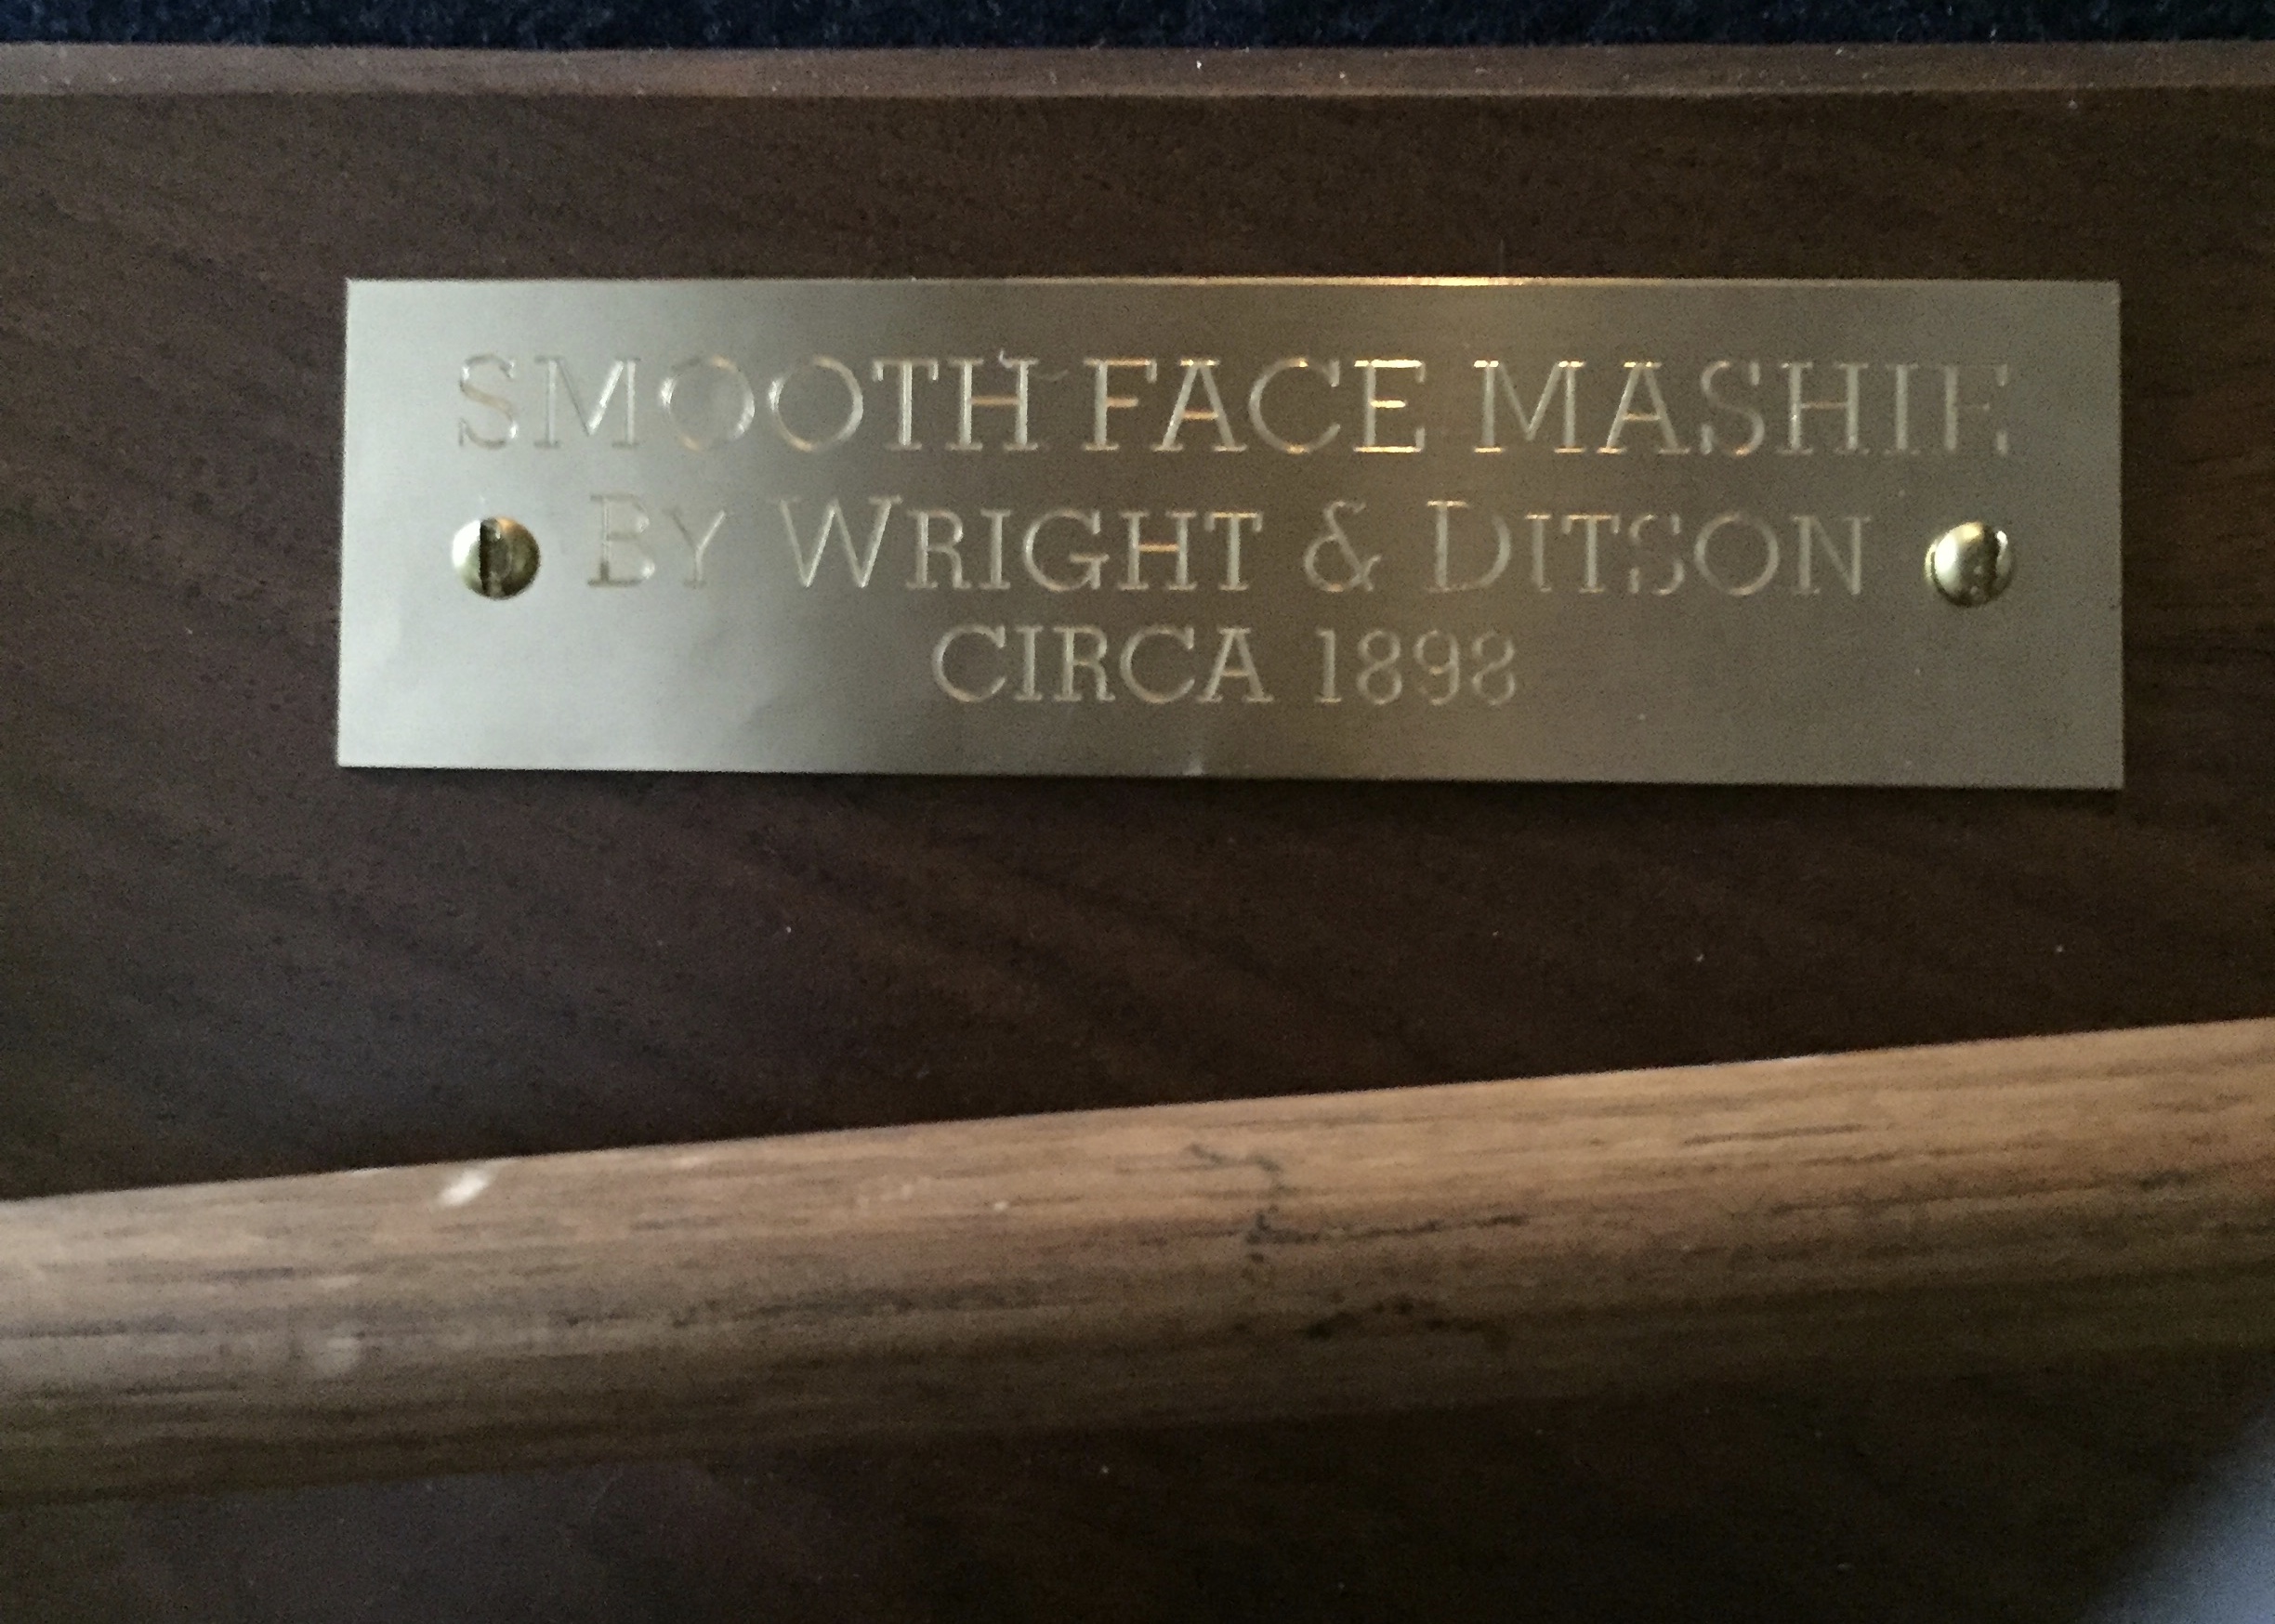 SMOOTH FACE MASHIE
BY WRIGHT & DITSON
CIRCA 1898